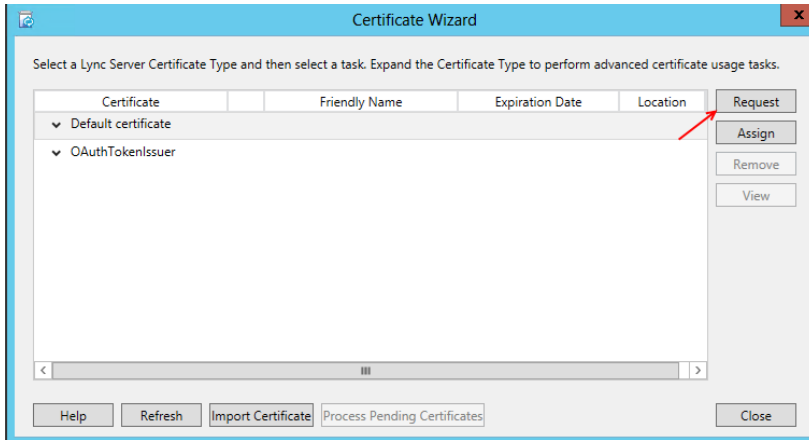 Certificate Wizard
x
Select a Lync Server Certificate Type and then select a task. Expand the Certificate Type to perform advanced certificate usage tasks.
Certificate Friendly Name Expiration Date Location
Request
Default certificate
Assign
OAuthTokenIssuer
Remove
View
Help Refresh Import Certificate Process Pending Certificates Close